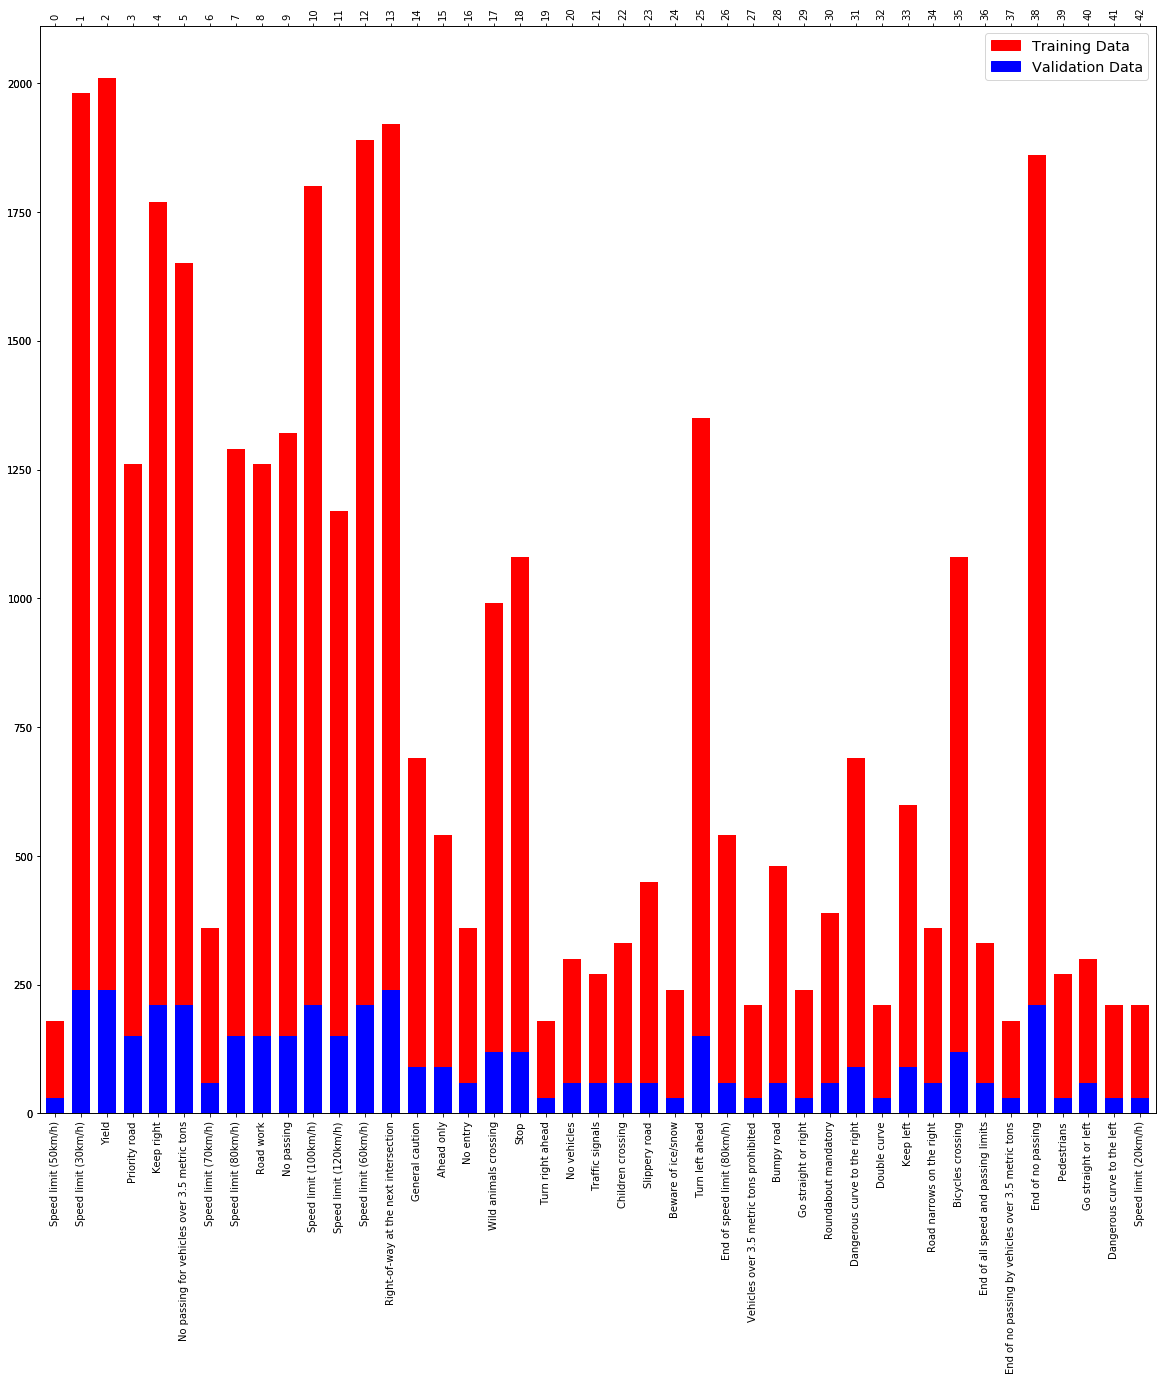 0
1
2
3
4
5
6
7
8
9
10
11
12
13
14
15
16
17
18
19
20
21
22
23
24
25
26
27
28
29
30
31
32
33
34
35
36
37
38
39
40
41
42
Training Data
Validation Data
2000
1750
1500
1250
1000
750
500
250
0
Speed limit (50km/h)
Speed limit (30km/h)
Yield
Priority road
Keep right
No passing for vehicles over 3.5 metric tons
Speed limit (70km/h)
Speed limit (80km/h)
Road work
No passing
Speed limit (100km/h)
Speed limit (120km/h)
Speed limit (60km/h)
Right-of-way at the next intersection
General caution
Ahead only
No entry
Wild animals crossing
Stop
Turn right ahead
No vehicles
Traffic signals
Children crossing
Slippery road
Beware of ice/snow
Turn left ahead
End of speed limit (80km/h)
Vehicles over 3.5 metric tons prohibited
Bumpy road
Go straight or right
Roundabout mandatory
Dangerous curve to the right
Double curve
Keep left
Road narrows on the right
Bicycles crossing
End of all speed and passing limits
End of no passing by vehicles over 3.5 metric tons
End of no passing
Pedestrians
Go straight or left
Dangerous curve to the left
Speed limit (20km/h)